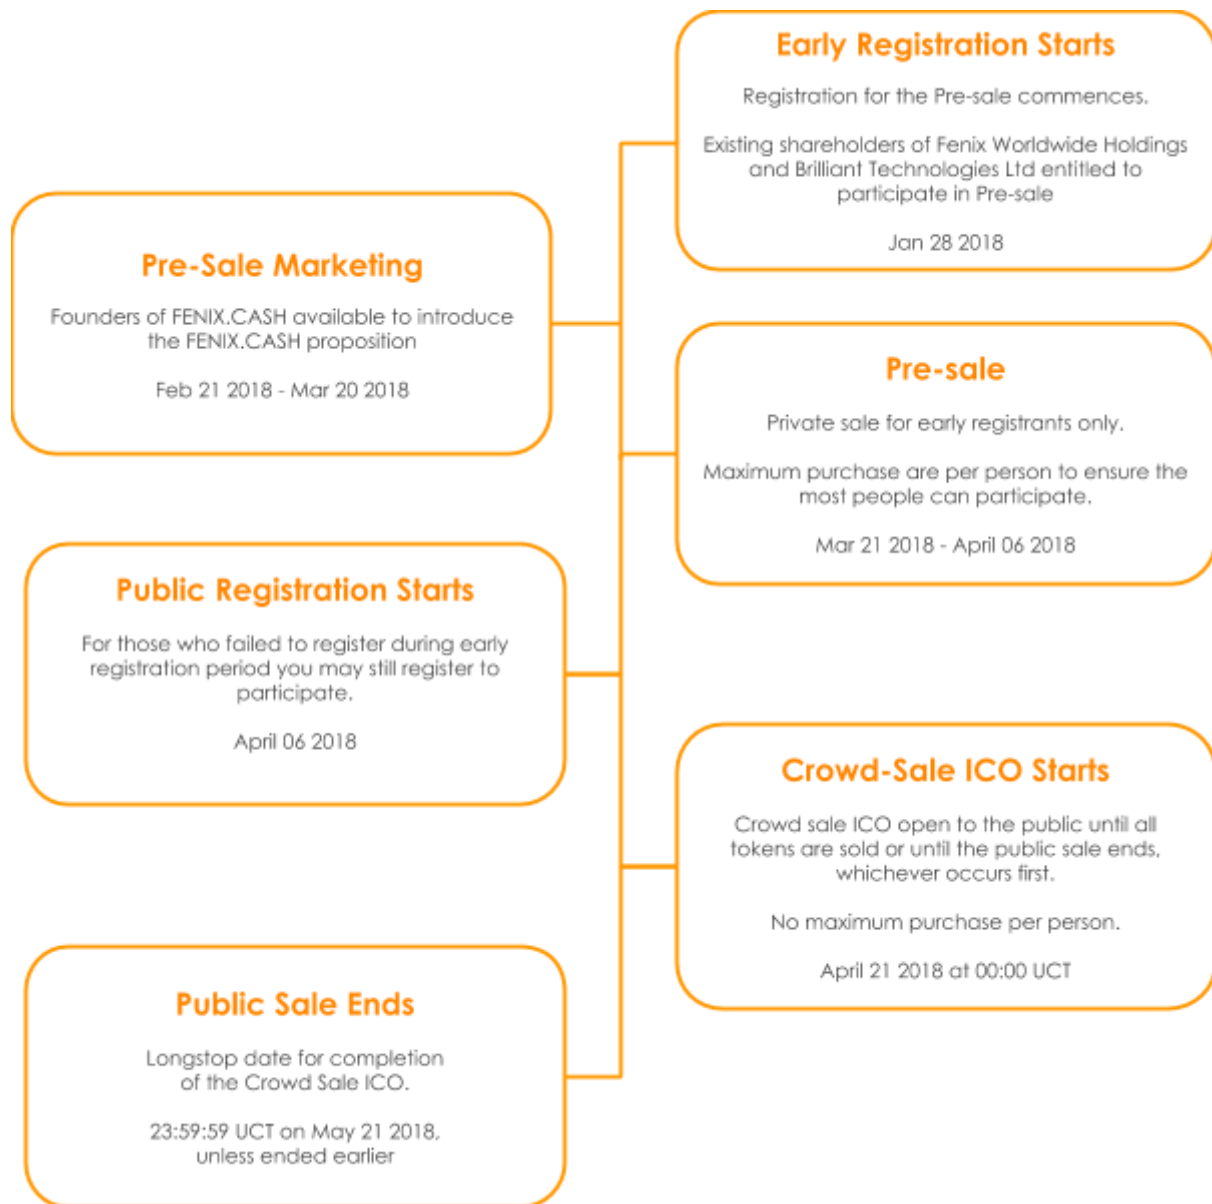 Early Registration Starts
Registration for the Pre-sale commences.
Existing shareholders of Fenix Worldwide Holdings
and Brilliant Technologies Ltd entitled to
participate in Pre-sale
Jan 28 2018
Pre-Sale Marketing
Founders of FENIX.CASH available to introduce
the FENIX.CASH proposition
Feb 21 2018 - Mar 20 2018
Pre-sale
Private sale for early registrants only.
Maximum purchase are per person to ensure the
most people can participate.
Mar 21 2018 - April 06 2018
Public Registration Starts
For those who failed to register during early
registration period you may still register to
participate.
April 06 2018
Crowd-Sale ICO Starts
Crowd sale ICO open to the public until all
tokens are sold or until the public sale ends,
whichever occurs first.
No maximum purchase per person.
April 21 2018 at 00:00 UCT
Public Sale Ends
Longstop date for completion
of the Crowd Sale ICO.
23:59:59 UCT on May 21 2018,
unless ended earlier